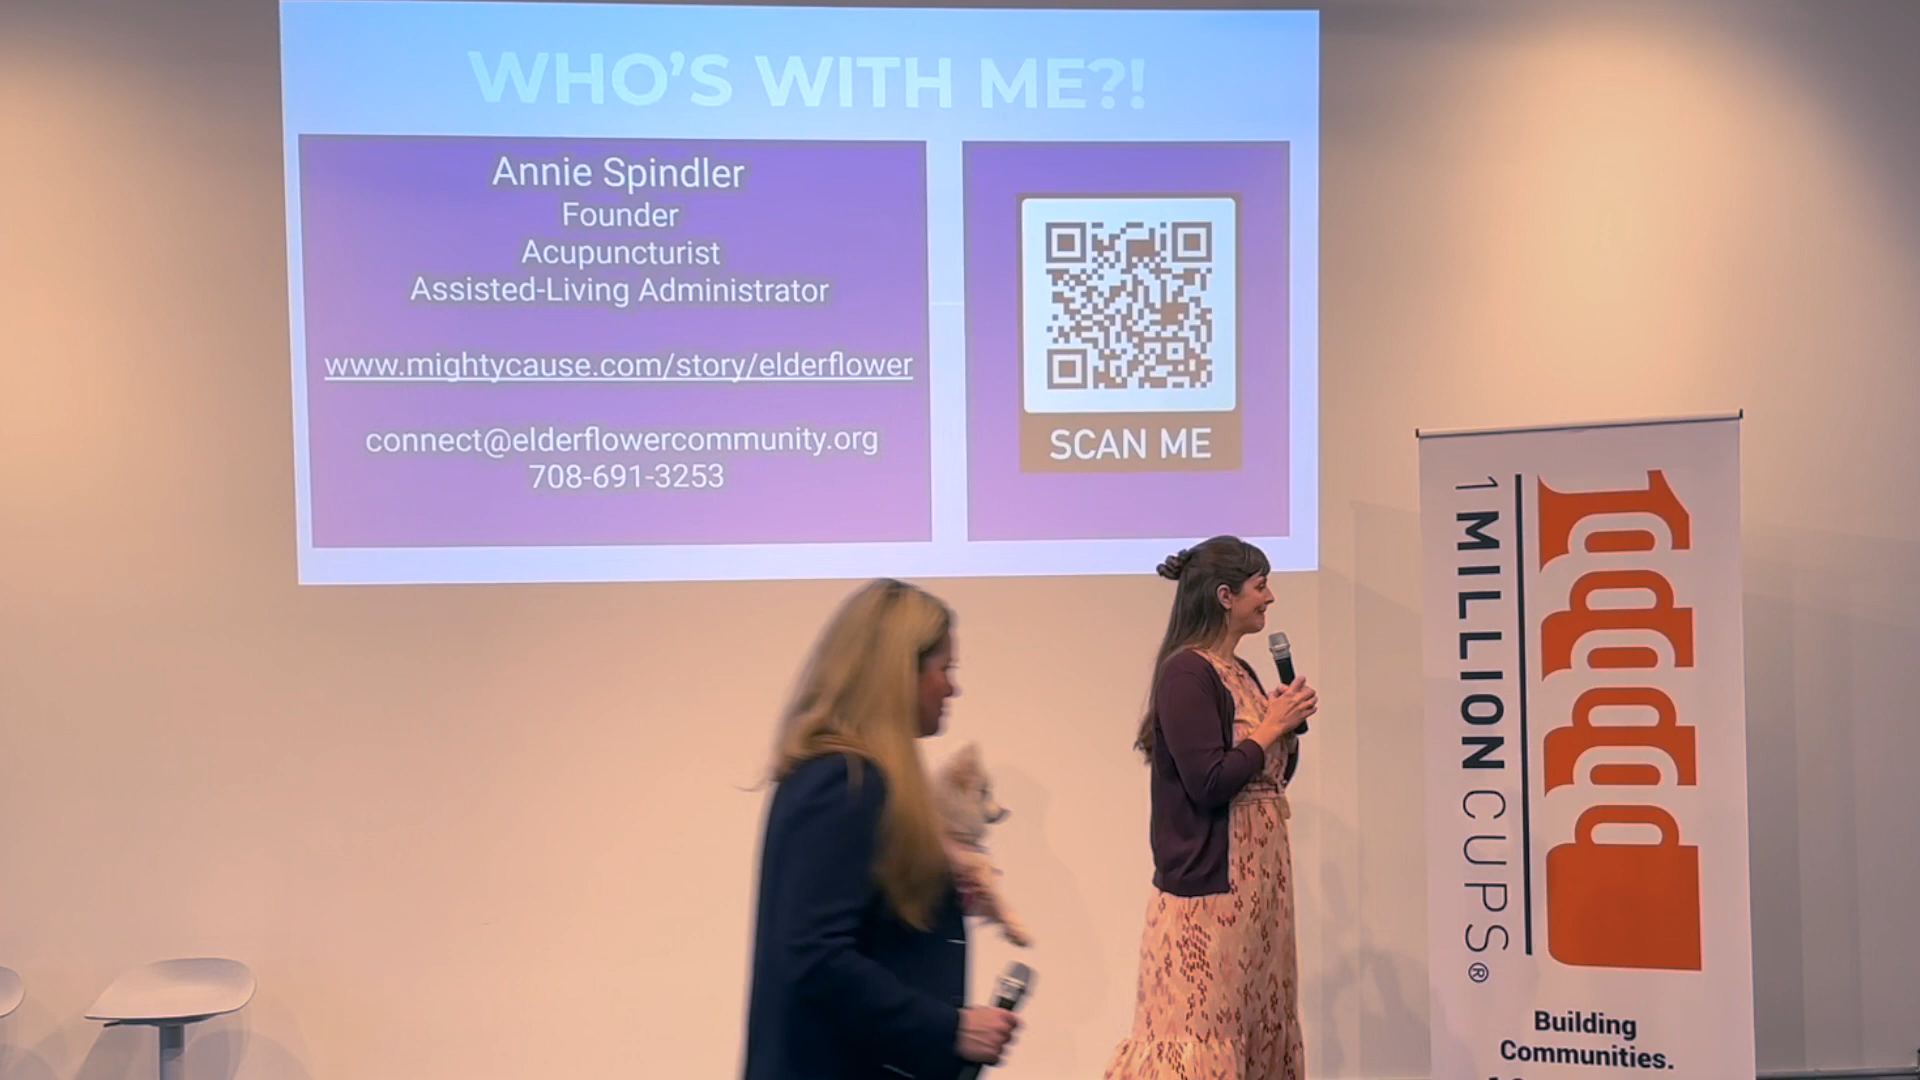 WHO'S WITH ME?!
Annie Spindler
Founder
Acupuncturist
Assisted-Living Administrator
www.mightycause.com/story/elderflower
connect@elderflowercommunity.org
708-691-3253
SCAN ME
1 MILLION CUPS®
Building
Communities.